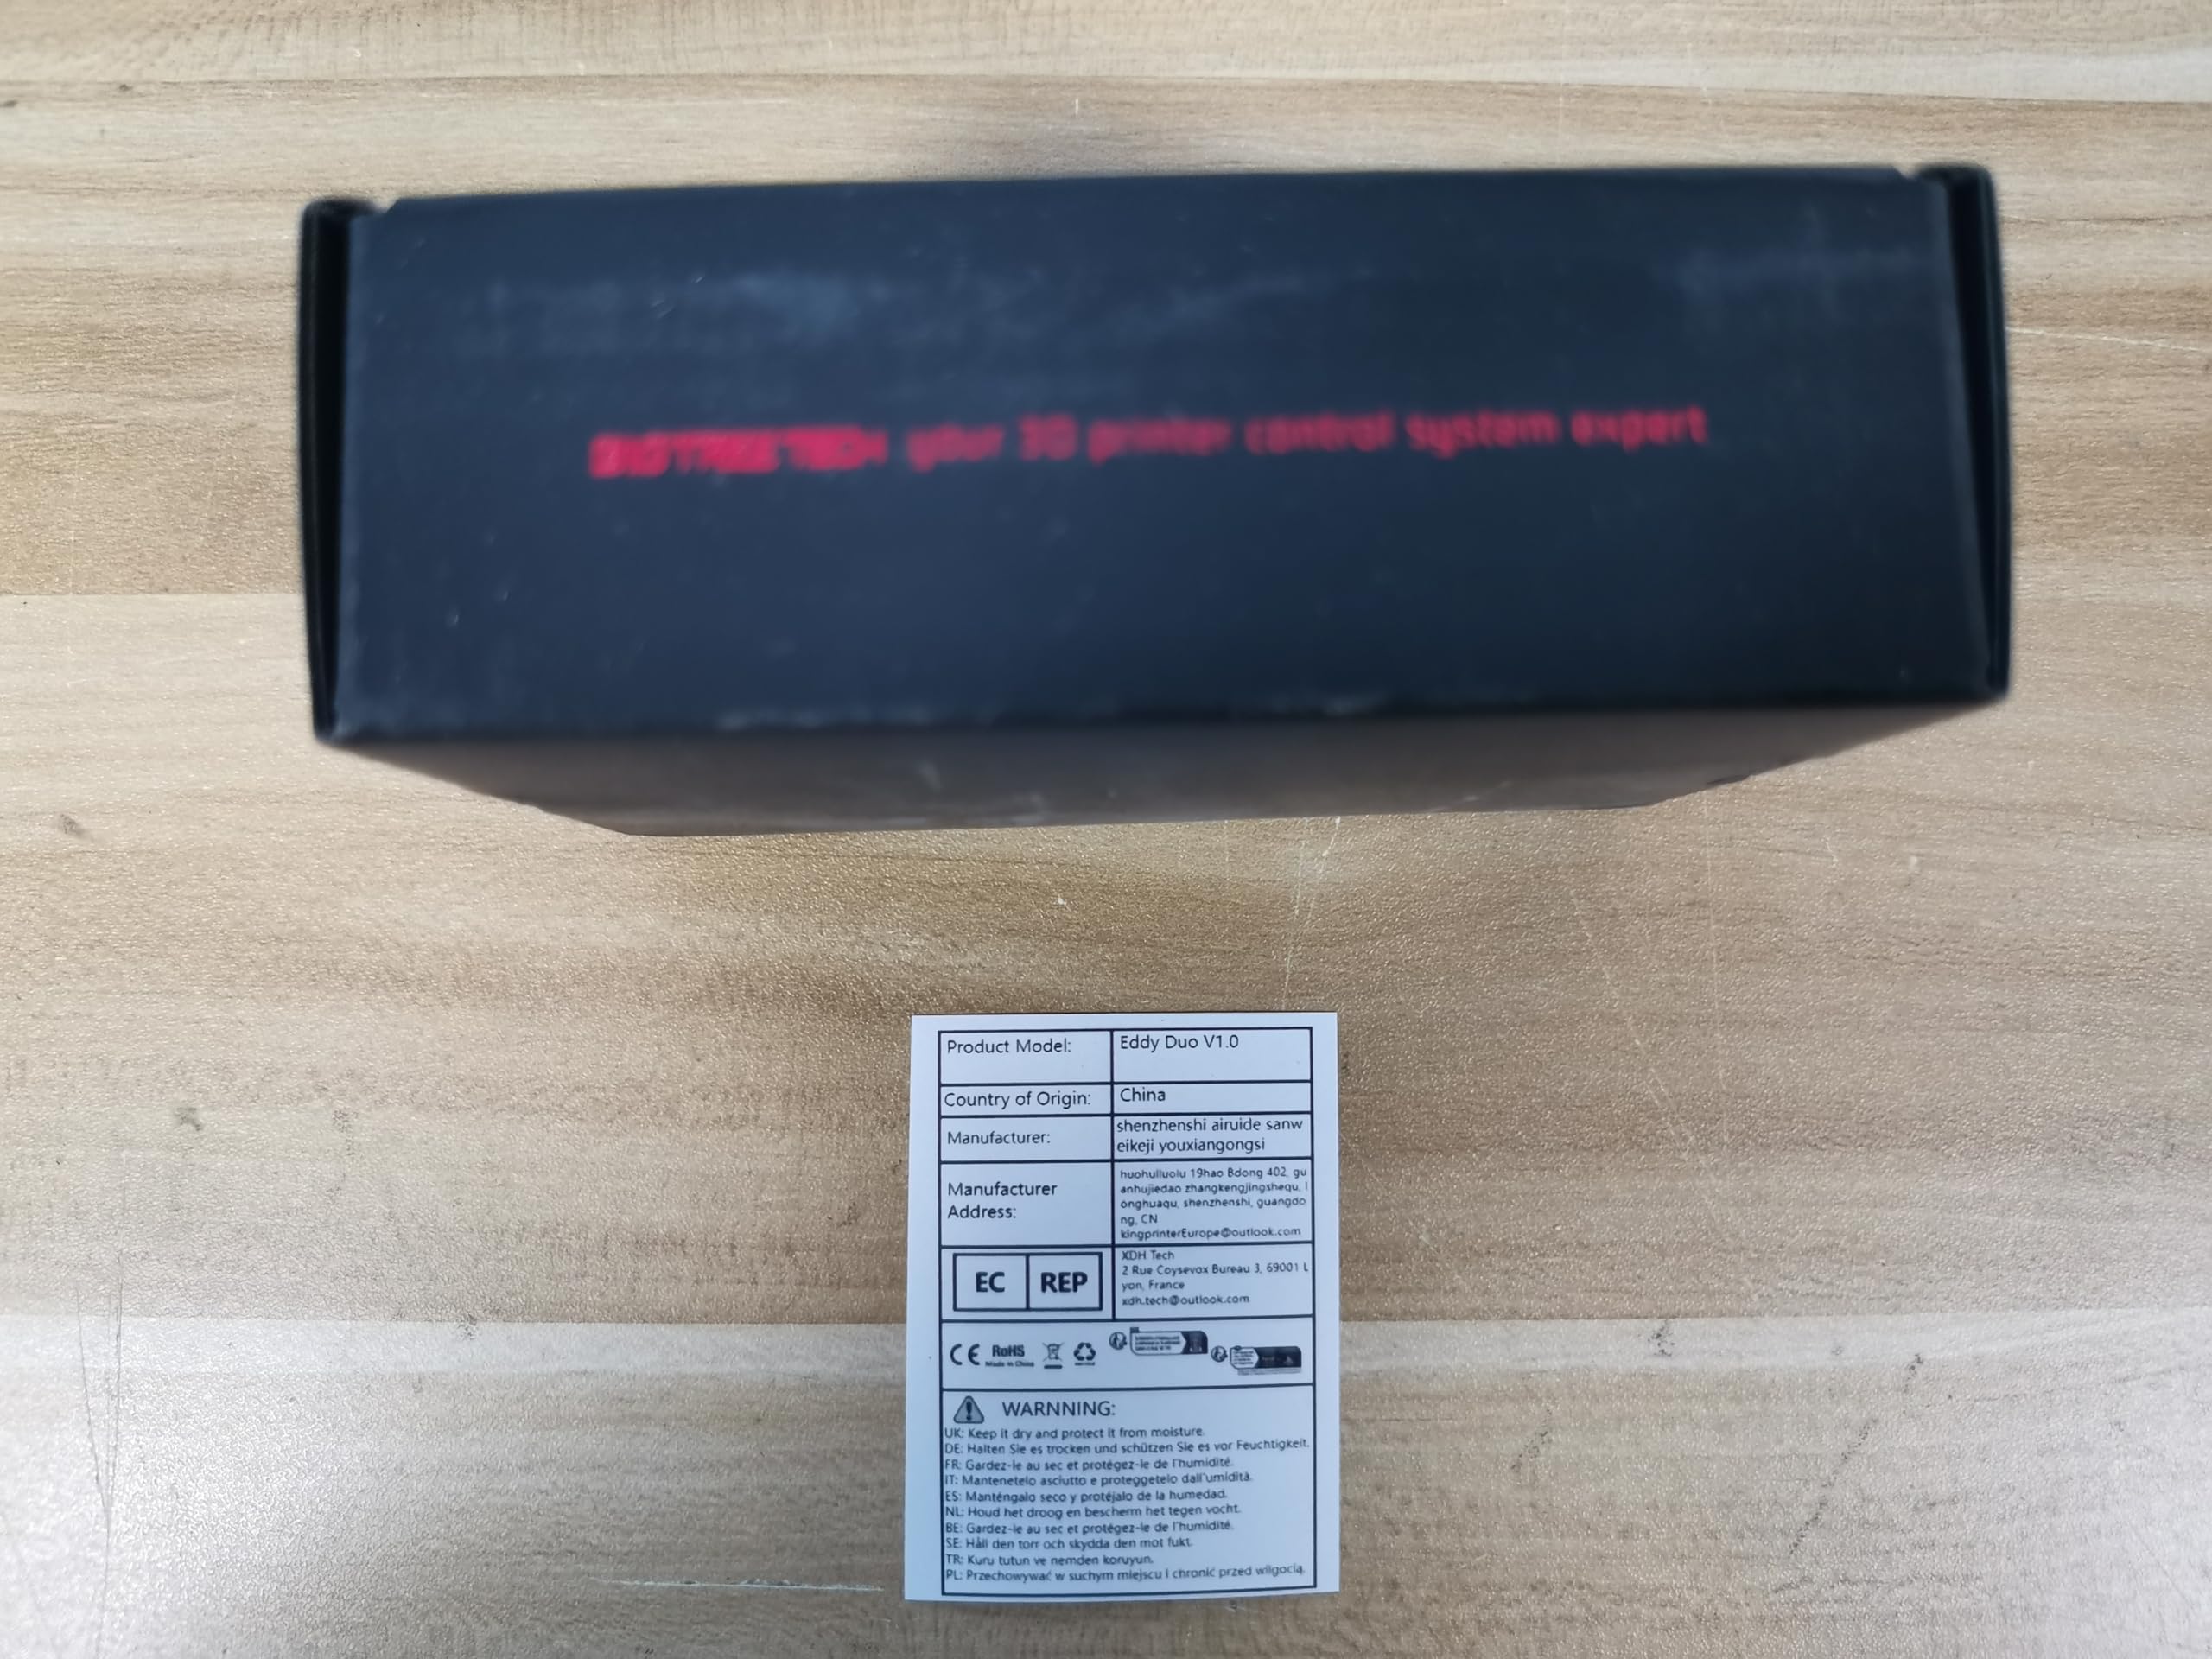 BIGTREETECH your 3D printer control system expert
Product Model: Eddy Duo V1.0
Country of Origin: China
Manufacturer: shenzhenshi airuide sanw
eikeji youxiangongsi
Manufacturer
Address:
huohuiluolu 19hao Bdong 402, gu
anhujiedao zhangkengjingshequ, l
onghuaqu, shenzhenshi, guangdo
ng, CN
kingprinterEurope@outlook.com
EC REP
XDH Tech
2 Rue Coysevox Bureau 3, 69001 L
yon, France
xdh.tech@outlook.com
CE RoHS
Made in China
WARNNING:
UK: Keep it dry and protect it from moisture.
DE: Halten Sie es trocken und schützen Sie es vor Feuchtigkeit.
FR: Gardez-le au sec et protégez-le de l'humidité.
IT: Mantenetelo asciutto e proteggetelo dall'umidità.
ES: Manténgalo seco y protéjalo de la humedad.
NL: Houd het droog en bescherm het tegen vocht.
BE: Gardez-le au sec et protégez-le de l'humidité.
SE: Håll den torr och skydda den mot fukt.
TR: Kuru tutun ve nemden koruyun.
PL: Przechowywać w suchym miejscu i chronić przed wilgocią.